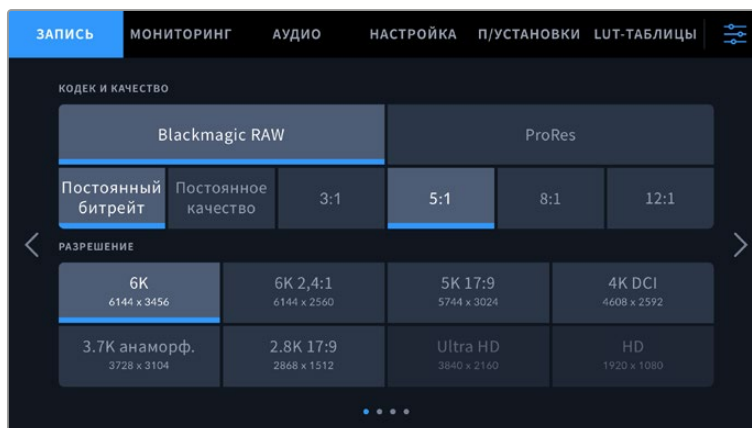 ЗАПИСЬ МОНИТОРИНГ АУДИО НАСТРОЙКА П/УСТАНОВКИ LUT-ТАБЛИЦЫ
КОДЕК И КАЧЕСТВО
Blackmagic RAW ProRes
Постоянный битрейт Постоянное качество 3:1 5:1 8:1 12:1
РАЗРЕШЕНИЕ
6K 6K 2,4:1 5K 17:9 4K DCI
6144 x 3456 6144 x 2560 5744 x 3024 4608 x 2592
3.7K анаморф. 2.8K 17:9 Ultra HD HD
3728 x 3104 2868 x 1512 3840 x 2160 1920 x 1080